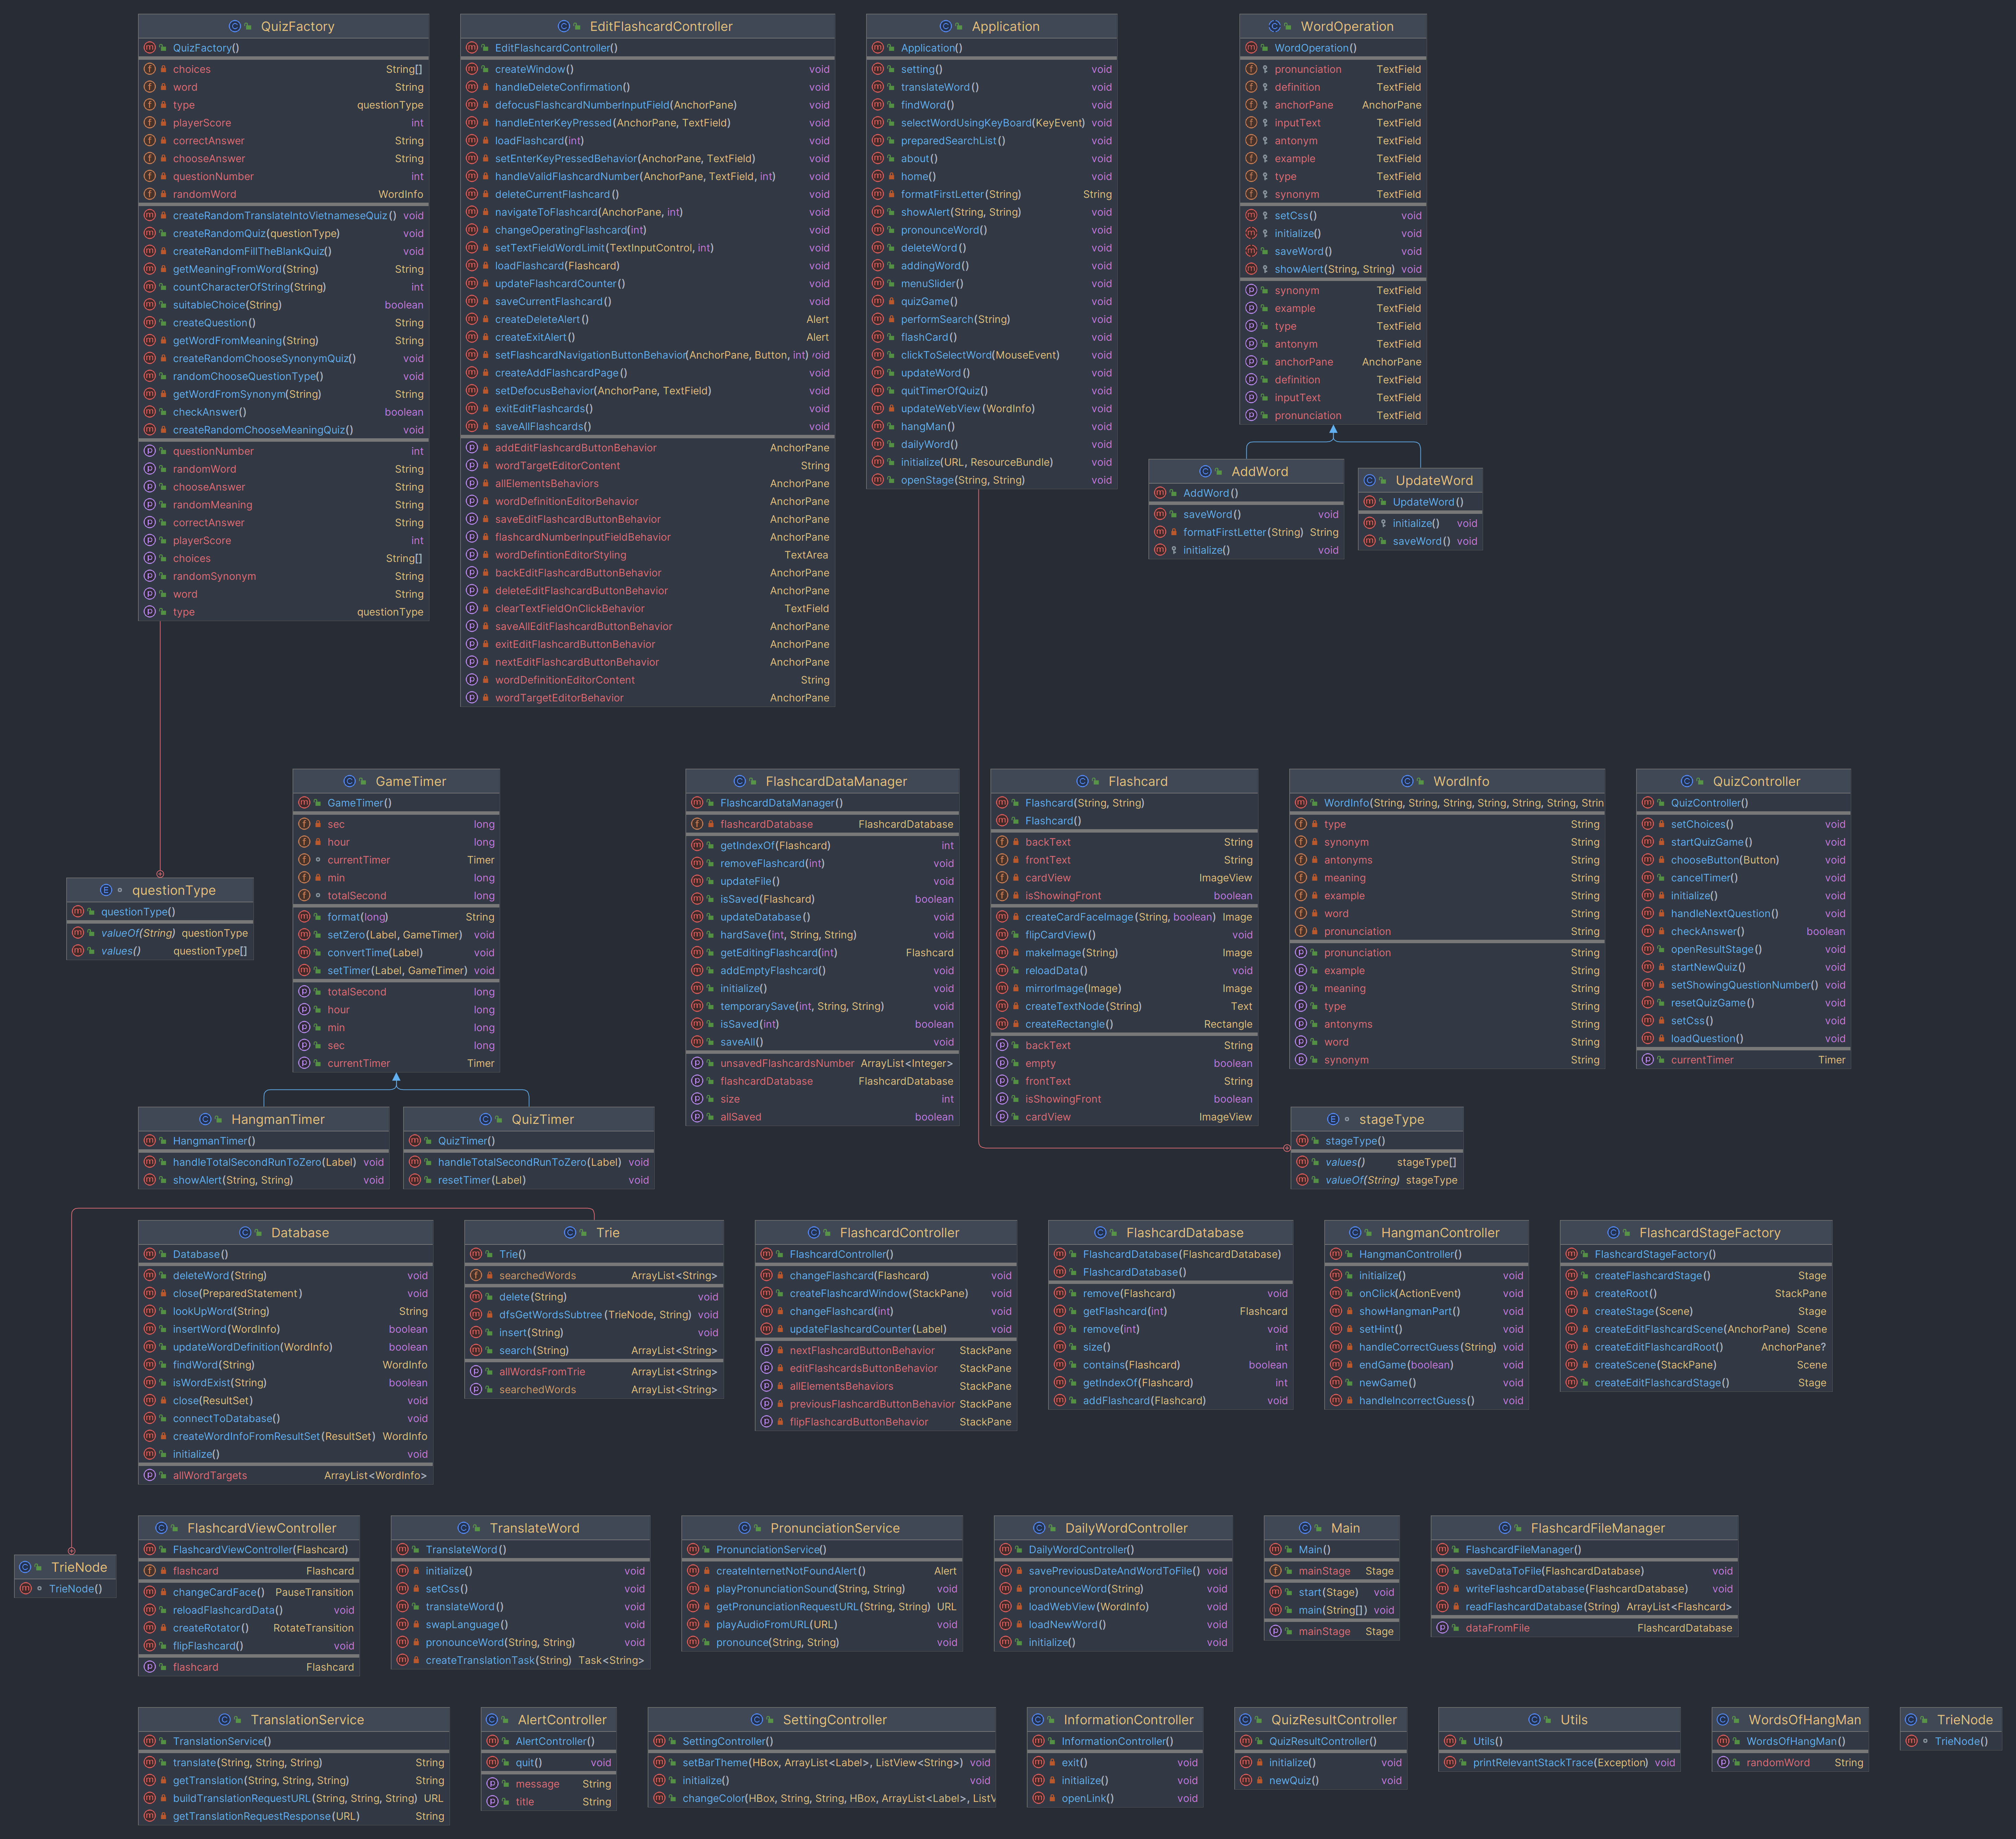 QuizFactory
QuizFactory()
choices String[]
word String
type questionType
playerScore int
correctAnswer String
chooseAnswer String
questionNumber int
randomWord WordInfo
createRandomTranslateIntoVietnameseQuiz() void
createRandomQuiz(questionType) void
createRandomFillTheBlankQuiz() void
getMeaningFromWord(String) String
countCharacterOfString(String) int
suitableChoice(String) boolean
createQuestion() String
getWordFromMeaning(String) String
createRandomChooseSynonymQuiz() void
randomChooseQuestionType() void
getWordFromSynonym(String) String
checkAnswer() boolean
createRandomChooseMeaningQuiz() void
questionNumber int
randomWord String
chooseAnswer String
randomMeaning String
correctAnswer String
playerScore int
choices String[]
randomSynonym String
word String
type questionType
EditFlashcardController
EditFlashcardController()
createWindow() void
handleDeleteConfirmation() void
defocusFlashcardNumberInputField(AnchorPane) void
handleEnterKeyPressed(AnchorPane, TextField) void
loadFlashcard(int) void
setEnterKeyPressedBehavior(AnchorPane, TextField) void
handleValidFlashcardNumber(AnchorPane, TextField, int) void
deleteCurrentFlashcard() void
navigateToFlashcard(AnchorPane, int) void
changeOperatingFlashcard(int) void
setTextFieldWordLimit(TextInputControl, int) void
loadFlashcard(Flashcard) void
updateFlashcardCounter() void
saveCurrentFlashcard() void
createDeleteAlert() Alert
createExitAlert() Alert
setFlashcardNavigationButtonBehavior(AnchorPane, Button, int) void
createAddFlashcardPage() void
setDefocusBehavior(AnchorPane, TextField) void
exitEditFlashcards() void
saveAllFlashcards() void
addEditFlashcardButtonBehavior AnchorPane
wordTargetEditorContent String
allElementsBehaviors AnchorPane
wordDefinitionEditorBehavior AnchorPane
saveEditFlashcardButtonBehavior AnchorPane
flashcardNumberInputFieldBehavior AnchorPane
wordDefintionEditorStyling TextArea
backEditFlashcardButtonBehavior AnchorPane
deleteEditFlashcardButtonBehavior AnchorPane
clearTextFieldOnClickBehavior TextField
saveAllEditFlashcardButtonBehavior AnchorPane
exitEditFlashcardButtonBehavior AnchorPane
nextEditFlashcardButtonBehavior AnchorPane
wordDefinitionEditorContent String
wordTargetEditorBehavior AnchorPane
Application
Application()
setting() void
translateWord() void
findWord() void
selectWordUsingKeyBoard(KeyEvent) void
preparedSearchList() void
about() void
home() void
formatFirstLetter(String) String
showAlert(String, String) void
pronounceWord() void
deleteWord() void
addingWord() void
menuSlider() void
quizGame() void
performSearch(String) void
flashCard() void
clickToSelectWord(MouseEvent) void
updateWord() void
quitTimerOfQuiz() void
updateWebView(WordInfo) void
hangMan() void
dailyWord() void
initialize(URL, ResourceBundle) void
openStage(String, String) void
WordOperation
WordOperation()
pronunciation TextField
definition TextField
anchorPane AnchorPane
inputText TextField
antonym TextField
example TextField
type TextField
synonym TextField
setCss() void
initialize() void
saveWord() void
showAlert(String, String) void
synonym TextField
example TextField
type TextField
antonym TextField
anchorPane AnchorPane
definition TextField
inputText TextField
pronunciation TextField
AddWord
AddWord()
saveWord() void
formatFirstLetter(String) String
initialize() void
UpdateWord
UpdateWord()
initialize() void
saveWord() void
questionType
questionType()
valueOf(String) questionType
values() questionType[]
GameTimer
GameTimer()
sec long
hour long
currentTimer Timer
min long
totalSecond long
format(long) String
setZero(Label, GameTimer) void
convertTime(Label) void
setTimer(Label, GameTimer) void
totalSecond long
hour long
min long
sec long
currentTimer Timer
FlashcardDataManager
FlashcardDataManager()
flashcardDatabase FlashcardDatabase
getIndexOf(Flashcard) int
removeFlashcard(int) void
updateFile() void
isSaved(Flashcard) boolean
updateDatabase() void
hardSave(int, String, String) void
getEditingFlashcard(int) Flashcard
addEmptyFlashcard() void
initialize() void
temporarySave(int, String, String) void
isSaved(int) boolean
saveAll() void
unsavedFlashcardsNumber ArrayList<Integer>
flashcardDatabase FlashcardDatabase
size int
allSaved boolean
Flashcard
Flashcard(String, String)
Flashcard()
backText String
frontText String
cardView ImageView
isShowingFront boolean
createCardFaceImage(String, boolean) Image
flipCardView() void
makeImage(String) Image
reloadData() void
mirrorImage(Image) Image
createTextNode(String) Text
createRectangle() Rectangle
backText String
empty boolean
frontText String
isShowingFront boolean
cardView ImageView
WordInfo
WordInfo(String, String, String, String, String, String, Strin
type String
synonym String
antonyms String
meaning String
example String
word String
pronunciation String
pronunciation String
example String
meaning String
type String
antonyms String
word String
synonym String
QuizController
QuizController()
setChoices() void
startQuizGame() void
chooseButton(Button) void
cancelTimer() void
initialize() void
handleNextQuestion() void
checkAnswer() boolean
openResultStage() void
startNewQuiz() void
setShowingQuestionNumber() void
resetQuizGame() void
setCss() void
loadQuestion() void
currentTimer Timer
HangmanTimer
HangmanTimer()
handleTotalSecondRunToZero(Label) void
showAlert(String, String) void
QuizTimer
QuizTimer()
handleTotalSecondRunToZero(Label) void
resetTimer(Label) void
stageType
stageType()
values() stageType[]
valueOf(String) stageType
Database
Database()
deleteWord(String) void
close(PreparedStatement) void
lookUpWord(String) String
insertWord(WordInfo) boolean
updateWordDefinition(WordInfo) boolean
findWord(String) WordInfo
isWordExist(String) boolean
close(ResultSet) void
connectToDatabase() void
createWordInfoFromResultSet(ResultSet) WordInfo
initialize() void
allWordTargets ArrayList<WordInfo>
Trie
Trie()
searchedWords ArrayList<String>
delete(String) void
dfsGetWordsSubtree(TrieNode, String) void
insert(String) void
search(String) ArrayList<String>
allWordsFromTrie ArrayList<String>
searchedWords ArrayList<String>
FlashcardController
FlashcardController()
changeFlashcard(Flashcard) void
createFlashcardWindow(StackPane) void
changeFlashcard(int) void
updateFlashcardCounter(Label) void
nextFlashcardButtonBehavior StackPane
editFlashcardsButtonBehavior StackPane
allElementsBehaviors StackPane
previousFlashcardButtonBehavior StackPane
flipFlashcardButtonBehavior StackPane
FlashcardDatabase
FlashcardDatabase(FlashcardDatabase)
FlashcardDatabase()
remove(Flashcard) void
getFlashcard(int) Flashcard
remove(int) void
size() int
contains(Flashcard) boolean
getIndexOf(Flashcard) int
addFlashcard(Flashcard) void
HangmanController
HangmanController()
initialize() void
onClick(ActionEvent) void
showHangmanPart() void
setHint() void
handleCorrectGuess(String) void
endGame(boolean) void
newGame() void
handleIncorrectGuess() void
FlashcardStageFactory
FlashcardStageFactory()
createFlashcardStage() Stage
createRoot() StackPane
createStage(Scene) Stage
createEditFlashcardScene(AnchorPane) Scene
createEditFlashcardRoot() AnchorPane?
createScene(StackPane) Scene
createEditFlashcardStage() Stage
TrieNode
TrieNode()
FlashcardViewController
FlashcardViewController(Flashcard)
flashcard Flashcard
changeCardFace() PauseTransition
reloadFlashcardData() void
createRotator() RotateTransition
flipFlashcard() void
flashcard Flashcard
TranslateWord
TranslateWord()
initialize() void
setCss() void
translateWord() void
swapLanguage() void
pronounceWord(String, String) void
createTranslationTask(String) Task<String>
PronunciationService
PronunciationService()
createInternetNotFoundAlert() Alert
playPronunciationSound(String, String) void
getPronunciationRequestURL(String, String) URL
playAudioFromURL(URL) void
pronounce(String, String) void
DailyWordController
DailyWordController()
savePreviousDateAndWordToFile() void
pronounceWord(String) void
loadWebView(WordInfo) void
loadNewWord() void
initialize() void
Main
Main()
mainStage Stage
start(Stage) void
main(String[]) void
mainStage Stage
FlashcardFileManager
FlashcardFileManager()
saveDataToFile(FlashcardDatabase) void
writeFlashcardDatabase(FlashcardDatabase) void
readFlashcardDatabase(String) ArrayList<Flashcard>
dataFromFile FlashcardDatabase
TranslationService
TranslationService()
translate(String, String, String) String
getTranslation(String, String, String) String
buildTranslationRequestURL(String, String, String) URL
getTranslationRequestResponse(URL) String
AlertController
AlertController()
quit() void
message String
title String
SettingController
SettingController()
setBarTheme(HBox, ArrayList<Label>, ListView<String>) void
initialize() void
changeColor(HBox, String, String, HBox, ArrayList<Label>, ListV
InformationController
InformationController()
exit() void
initialize() void
openLink() void
QuizResultController
QuizResultController()
initialize() void
newQuiz() void
Utils
Utils()
printRelevantStackTrace(Exception) void
WordsOfHangMan
WordsOfHangMan()
randomWord String
TrieNode
TrieNode()